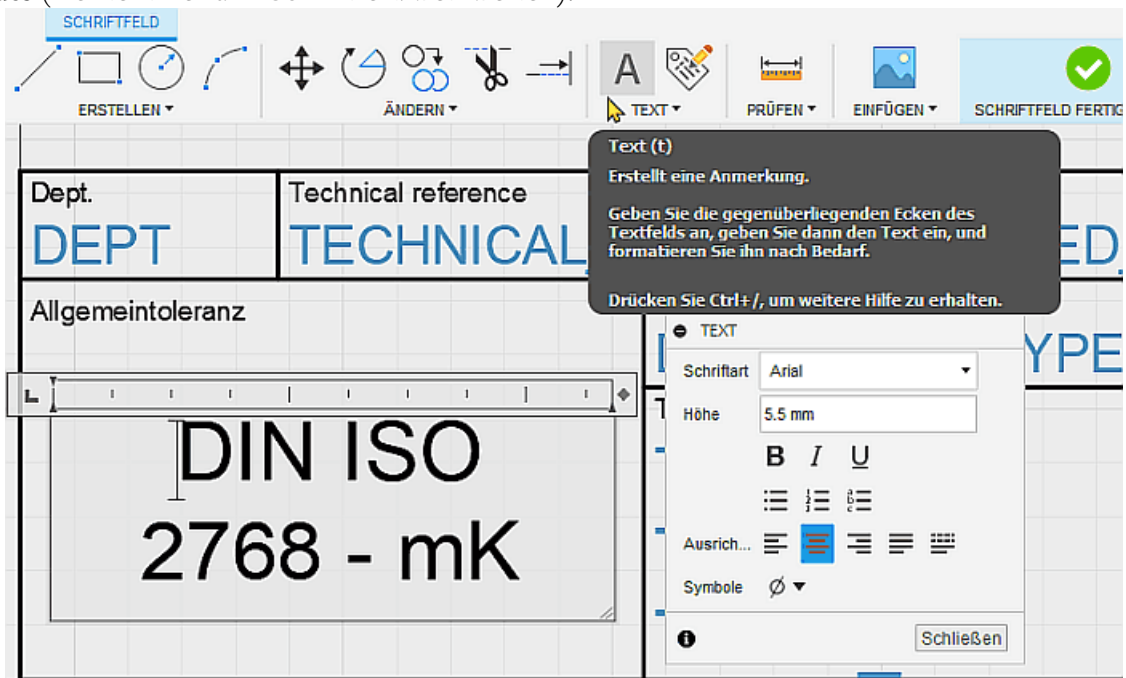 SCHRIFTFELD
ERSTELLEN ÄNDERN A TEXT PRÜFEN EINFÜGEN SCHRIFTFELD
Text (t)
Erstellt eine Anmerkung.
Geben Sie die gegenüberliegenden Ecken des
Textfelds an, geben Sie dann den Text ein, und
formatieren Sie ihn nach Bedarf.
Drücken Sie Ctrl+/, um weitere Hilfe zu erhalten.
Dept. Technical reference
DEPT TECHNICAL_ ED_
Allgemeintoleranz
YPE
TEXT
Schriftart Arial
Höhe 5.5 mm
B I U
Ausrich...
Symbole Ø
Schließen
DIN ISO
2768 - mK